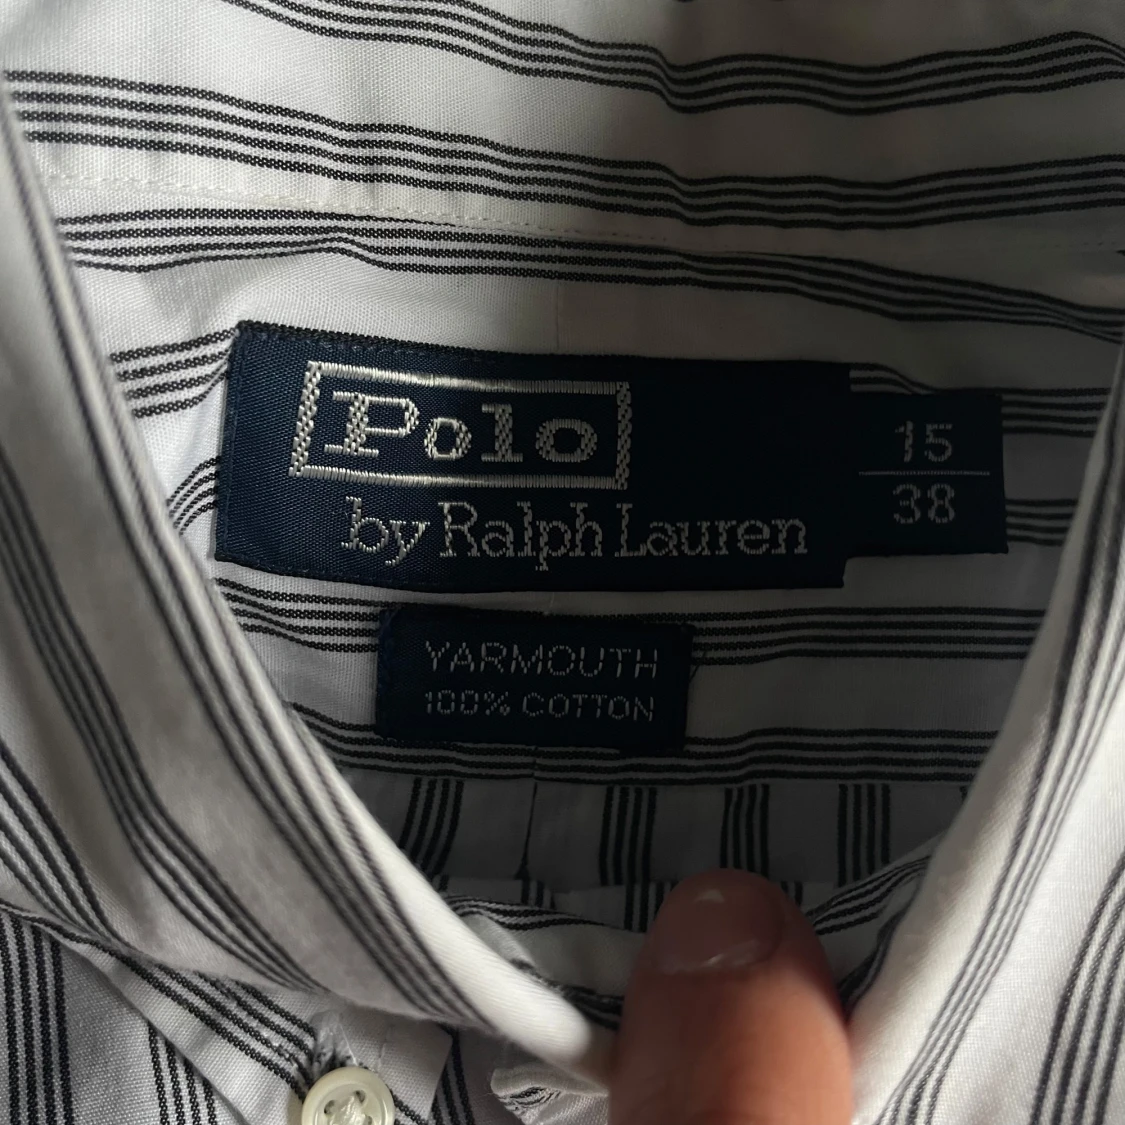 Polo
by Ralph Lauren
15
38
YARMOUTH
100% COTTON